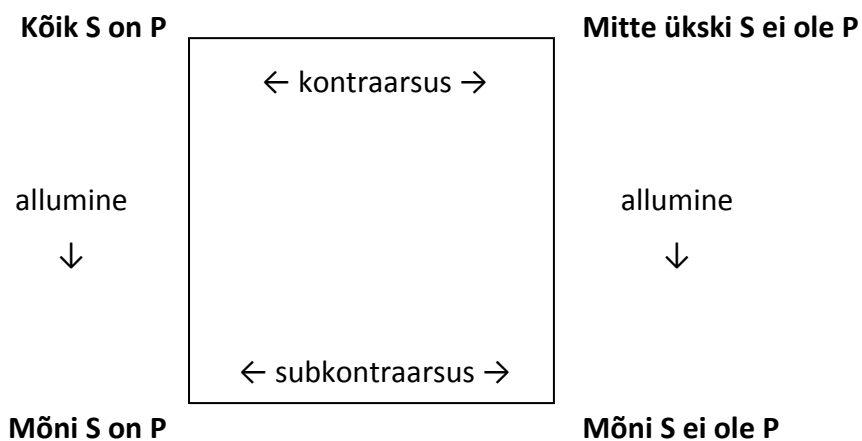 Kõik S on P
Mitte ükski S ei ole P
← kontraarsus →
allumine
allumine
↓
↓
← subkontraarsus →
Mõni S on P
Mõni S ei ole P